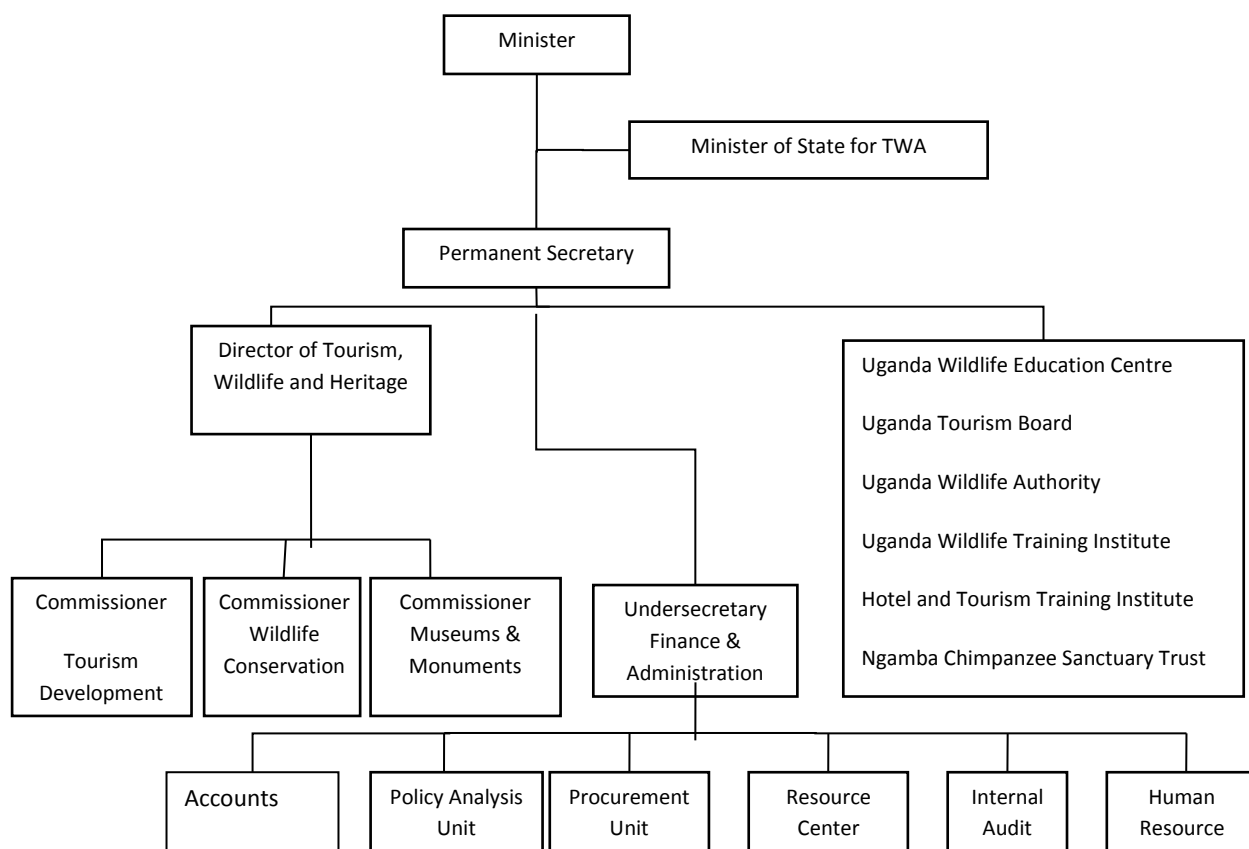 Minister
Minister of State for TWA
Permanent Secretary
Director of Tourism,
Wildlife and Heritage
Uganda Wildlife Education Centre
Uganda Tourism Board
Uganda Wildlife Authority
Uganda Wildlife Training Institute
Hotel and Tourism Training Institute
Ngamba Chimpanzee Sanctuary Trust
Commissioner
Tourism
Development
Commissioner
Wildlife
Conservation
Commissioner
Museums &
Monuments
Undersecretary
Finance &
Administration
Accounts
Policy Analysis
Unit
Procurement
Unit
Resource
Center
Internal
Audit
Human
Resource